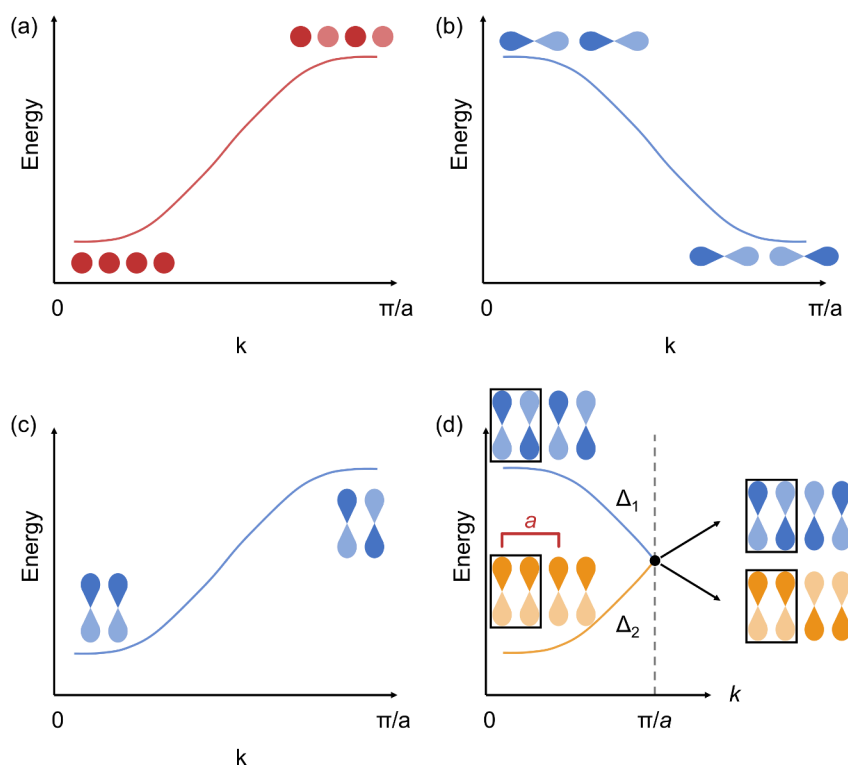 (a)
Energy
0
π/a
k
(b)
Energy
0
π/a
k
(c)
Energy
0
π/a
k
(d)
Energy
Δ1
a
Δ2
0
π/a
k